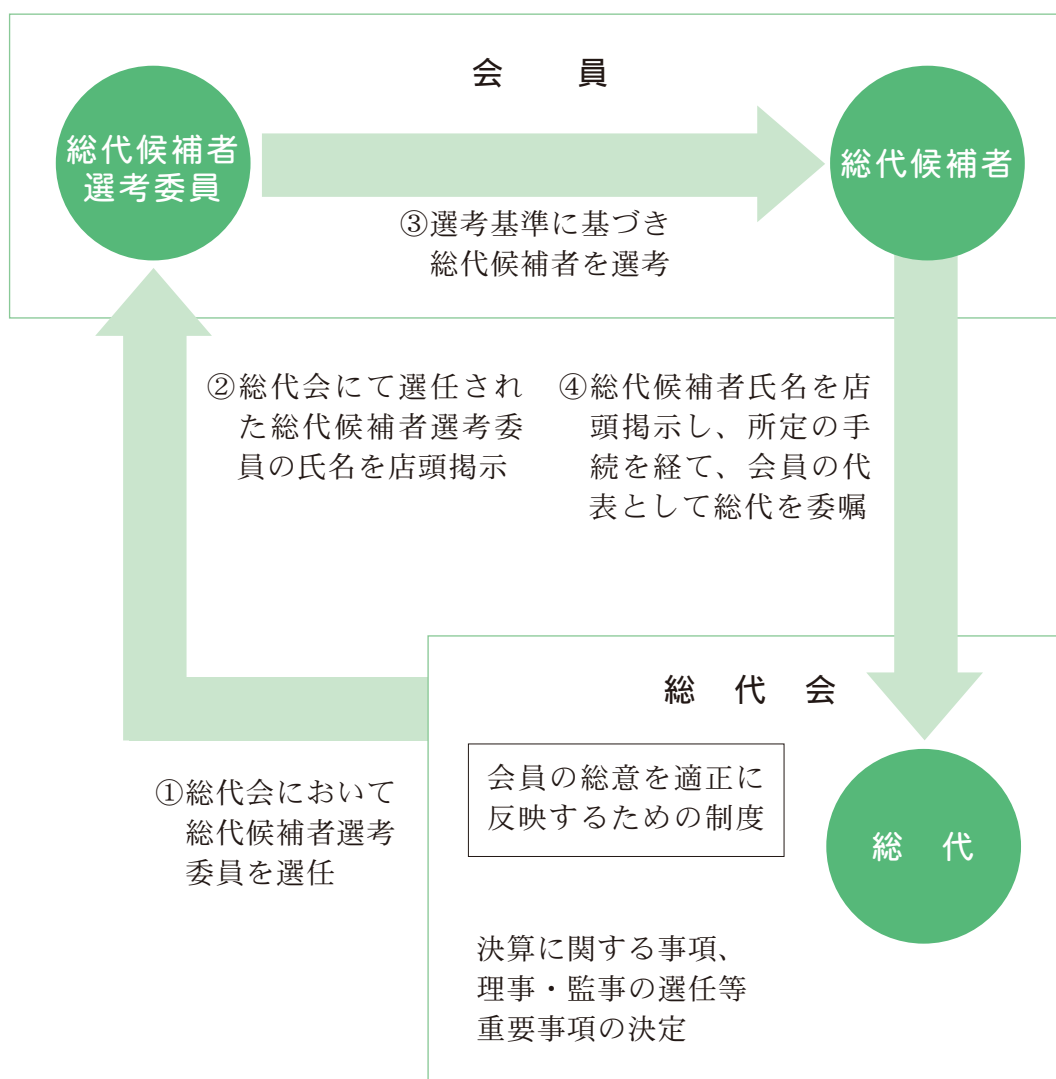 会　員
総代候補者
選考委員
総代候補者
③選考基準に基づき
総代候補者を選考
②総代会にて選任され
た総代候補者選考委
員の氏名を店頭掲示
④総代候補者氏名を店
頭掲示し、所定の手
続を経て、会員の代
表として総代を委嘱
①総代会において
総代候補者選考
委員を選任
総　代　会
会員の総意を適正に
反映するための制度
総　代
決算に関する事項、
理事・監事の選任等
重要事項の決定